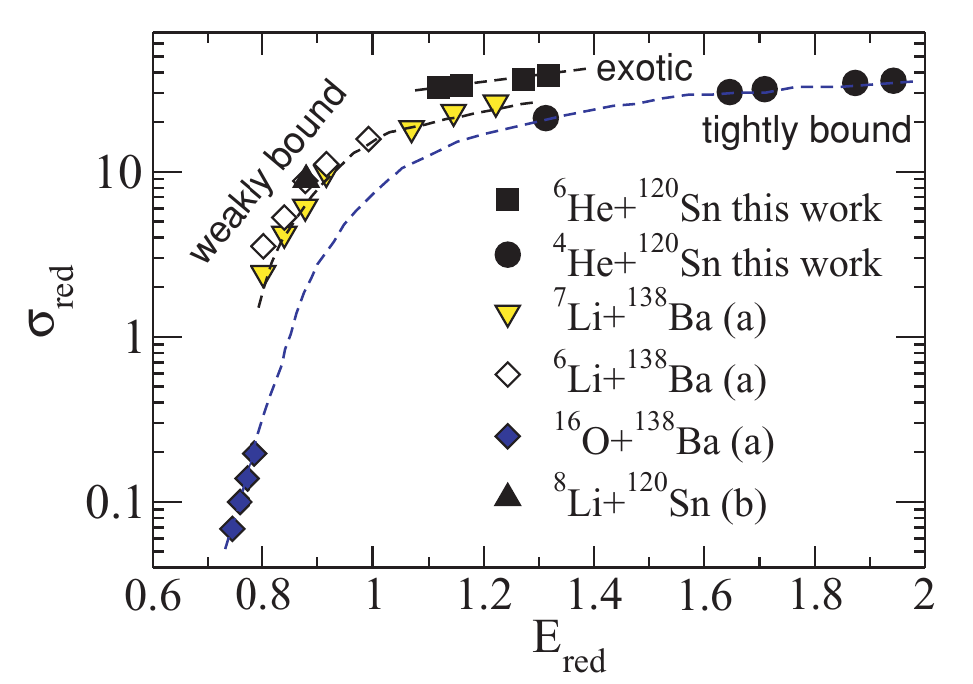 exotic
weakly bound
tightly bound
⁶He+¹²⁰Sn this work
⁴He+¹²⁰Sn this work
⁷Li+¹³⁸Ba (a)
⁶Li+¹³⁸Ba (a)
¹⁶O+¹³⁸Ba (a)
⁸Li+¹²⁰Sn (b)
10
1
0.1
σred
0.6 0.8 1 1.2 1.4 1.6 1.8 2
Ered